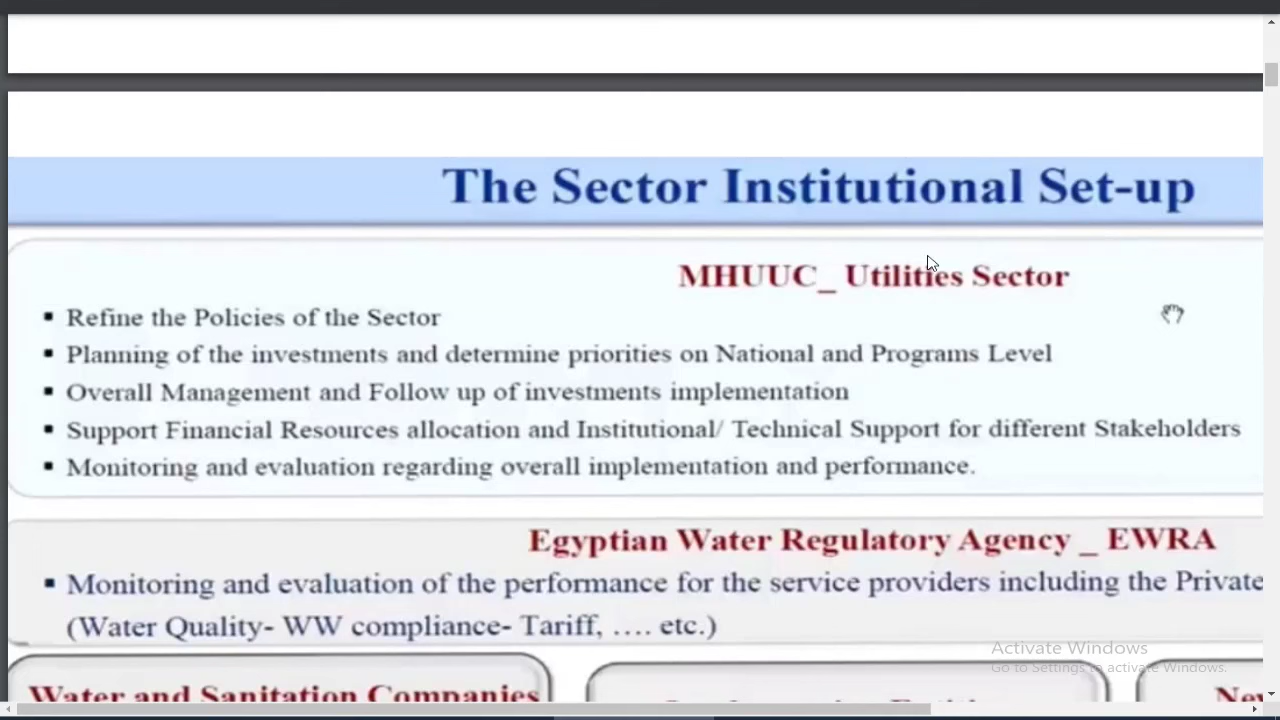 The Sector Institutional Set-up
MHUUC_ Utilities Sector
▪ Refine the Policies of the Sector
▪ Planning of the investments and determine priorities on National and Programs Level
▪ Overall Management and Follow up of investments implementation
▪ Support Financial Resources allocation and Institutional/ Technical Support for different Stakeholders
▪ Monitoring and evaluation regarding overall implementation and performance.
Egyptian Water Regulatory Agency _ EWRA
▪ Monitoring and evaluation of the performance for the service providers including the Private
(Water Quality- WW compliance- Tariff, .... etc.)
Activate Windows
Go to Settings to activate Windows.
Water and Sanitation Companies